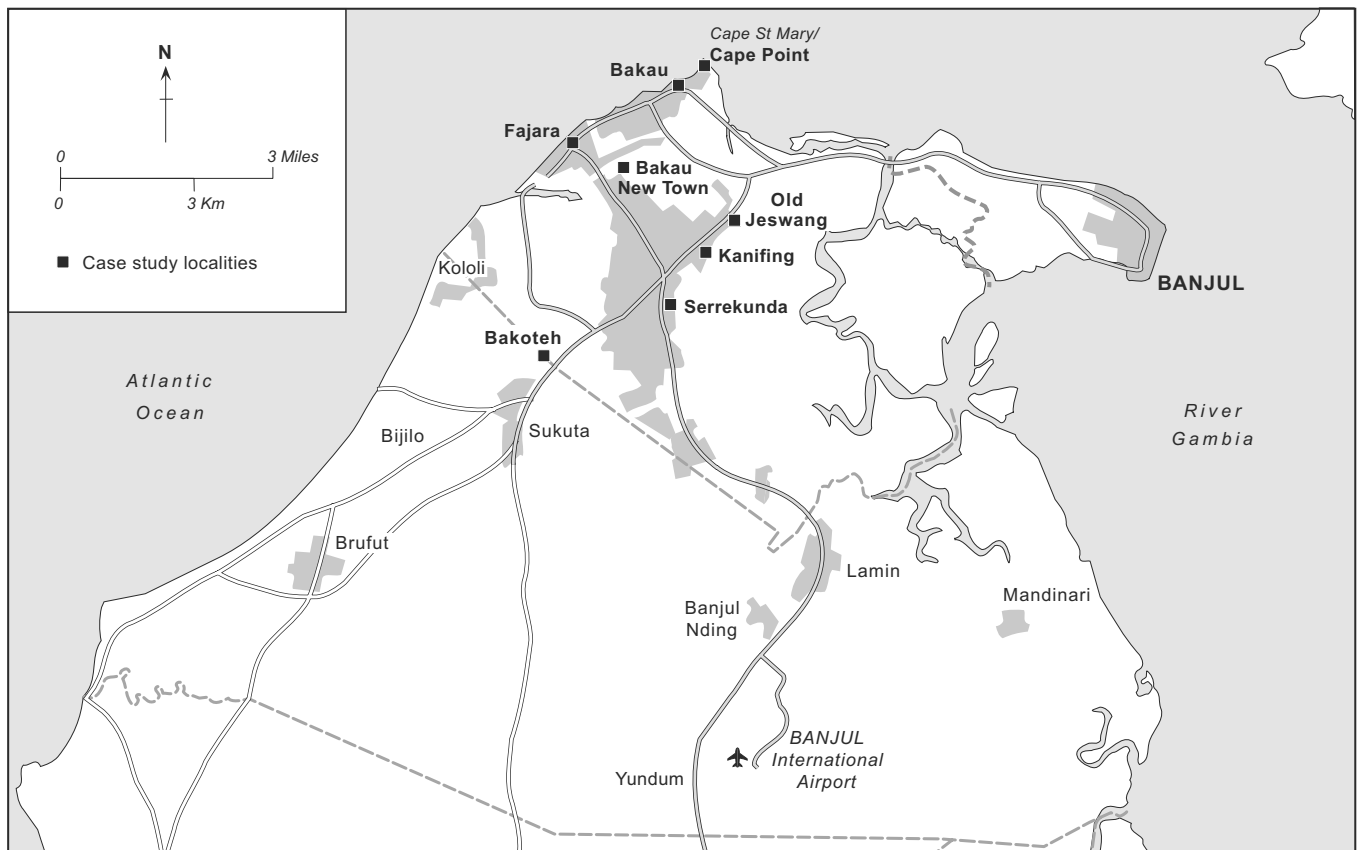 N
0
3 Miles
0
3 Km
Case study localities
Cape St Mary/
Cape Point
Bakau
Fajara
Bakau
New Town
Old
Jeswang
Kanifing
Serrekunda
BANJUL
Kololi
Bakoteh
Atlantic
Ocean
River
Gambia
Bijilo
Sukuta
Brufut
Lamin
Mandinari
Banjul
Nding
BANJUL
International
Airport
Yundum